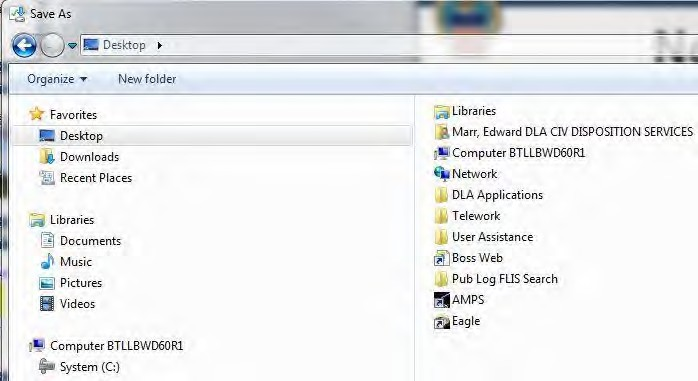 Save As
Desktop
Organize
New folder
Favorites
Desktop
Downloads
Recent Places
Libraries
Documents
Music
Pictures
Videos
Computer BTLLBWD60R1
System (C:)
Libraries
Marr, Edward DLA CIV DISPOSITION SERVICES
Computer BTLLBWD60R1
Network
DLA Applications
Telework
User Assistance
Boss Web
Pub Log FLIS Search
AMPS
Eagle